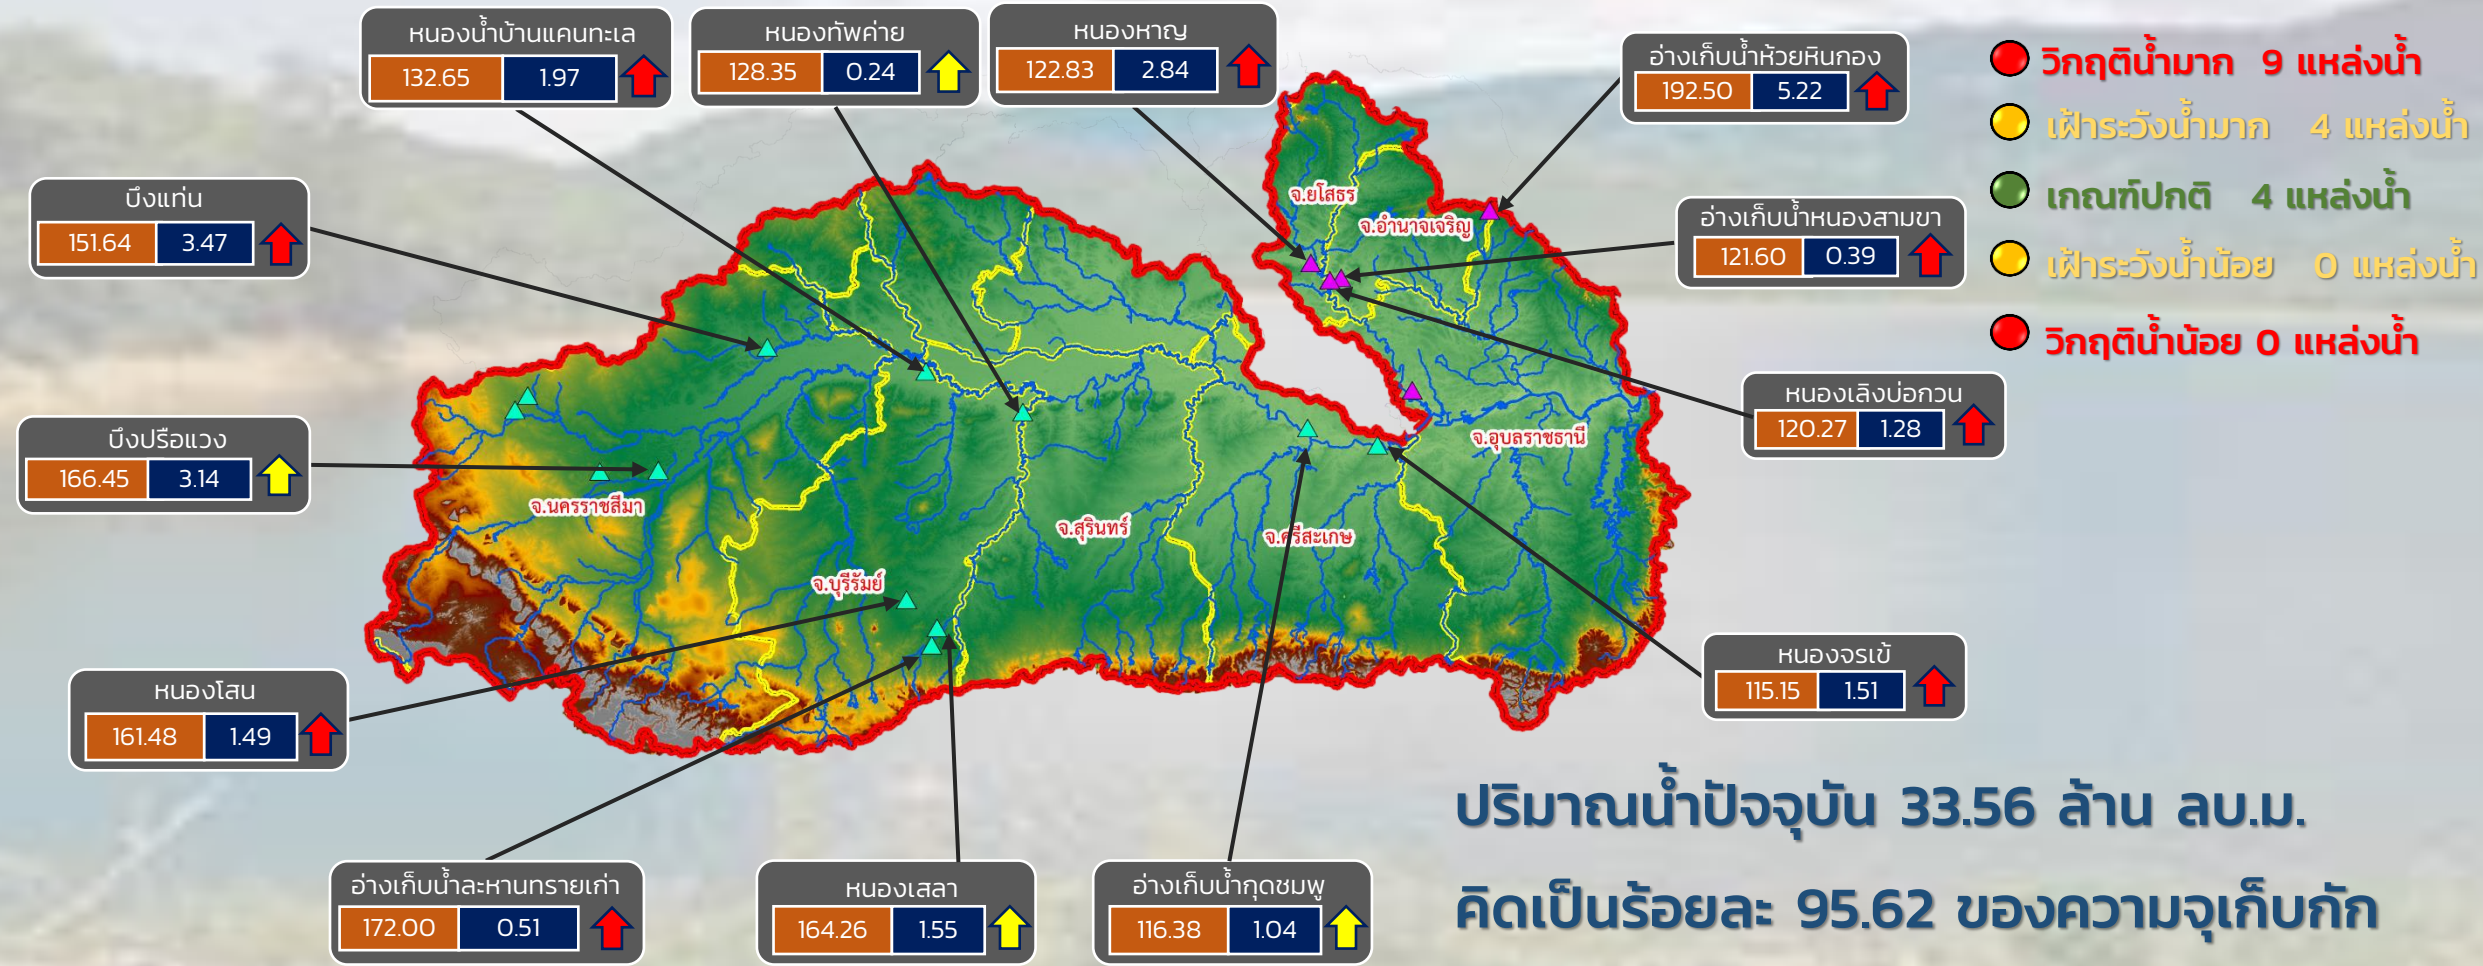 หนองน้ำบ้านแคนทะเล
132.65 1.97
หนองทัพค่าย
128.35 0.24
หนองหาญ
122.83 2.84
อ่างเก็บน้ำห้วยหินกอง
192.50 5.22
วิกฤติน้ำมาก 9 แหล่งน้ำ
เฝ้าระวังน้ำมาก 4 แหล่งน้ำ
เกณฑ์ปกติ 4 แหล่งน้ำ
เฝ้าระวังน้ำน้อย 0 แหล่งน้ำ
วิกฤติน้ำน้อย 0 แหล่งน้ำ
บึงแท่น
151.64 3.47
จ.ยโสธร
จ.อำนาจเจริญ
อ่างเก็บน้ำหนองสามขา
121.60 0.39
หนองเลิงบ่อกวน
120.27 1.28
บึงปรือแวง
166.45 3.14
จ.นครราชสีมา
จ.บุรีรัมย์
จ.สุรินทร์
จ.ศรีสะเกษ
จ.อุบลราชธานี
หนองจรเข้
115.15 1.51
หนองโสน
161.48 1.49
อ่างเก็บน้ำละหานทรายเก่า
172.00 0.51
หนองเสลา
164.26 1.55
อ่างเก็บน้ำกุดชมพู
116.38 1.04
ปริมาณน้ำปัจจุบัน 33.56 ล้าน ลบ.ม.
คิดเป็นร้อยละ 95.62 ของความจุเก็บกัก